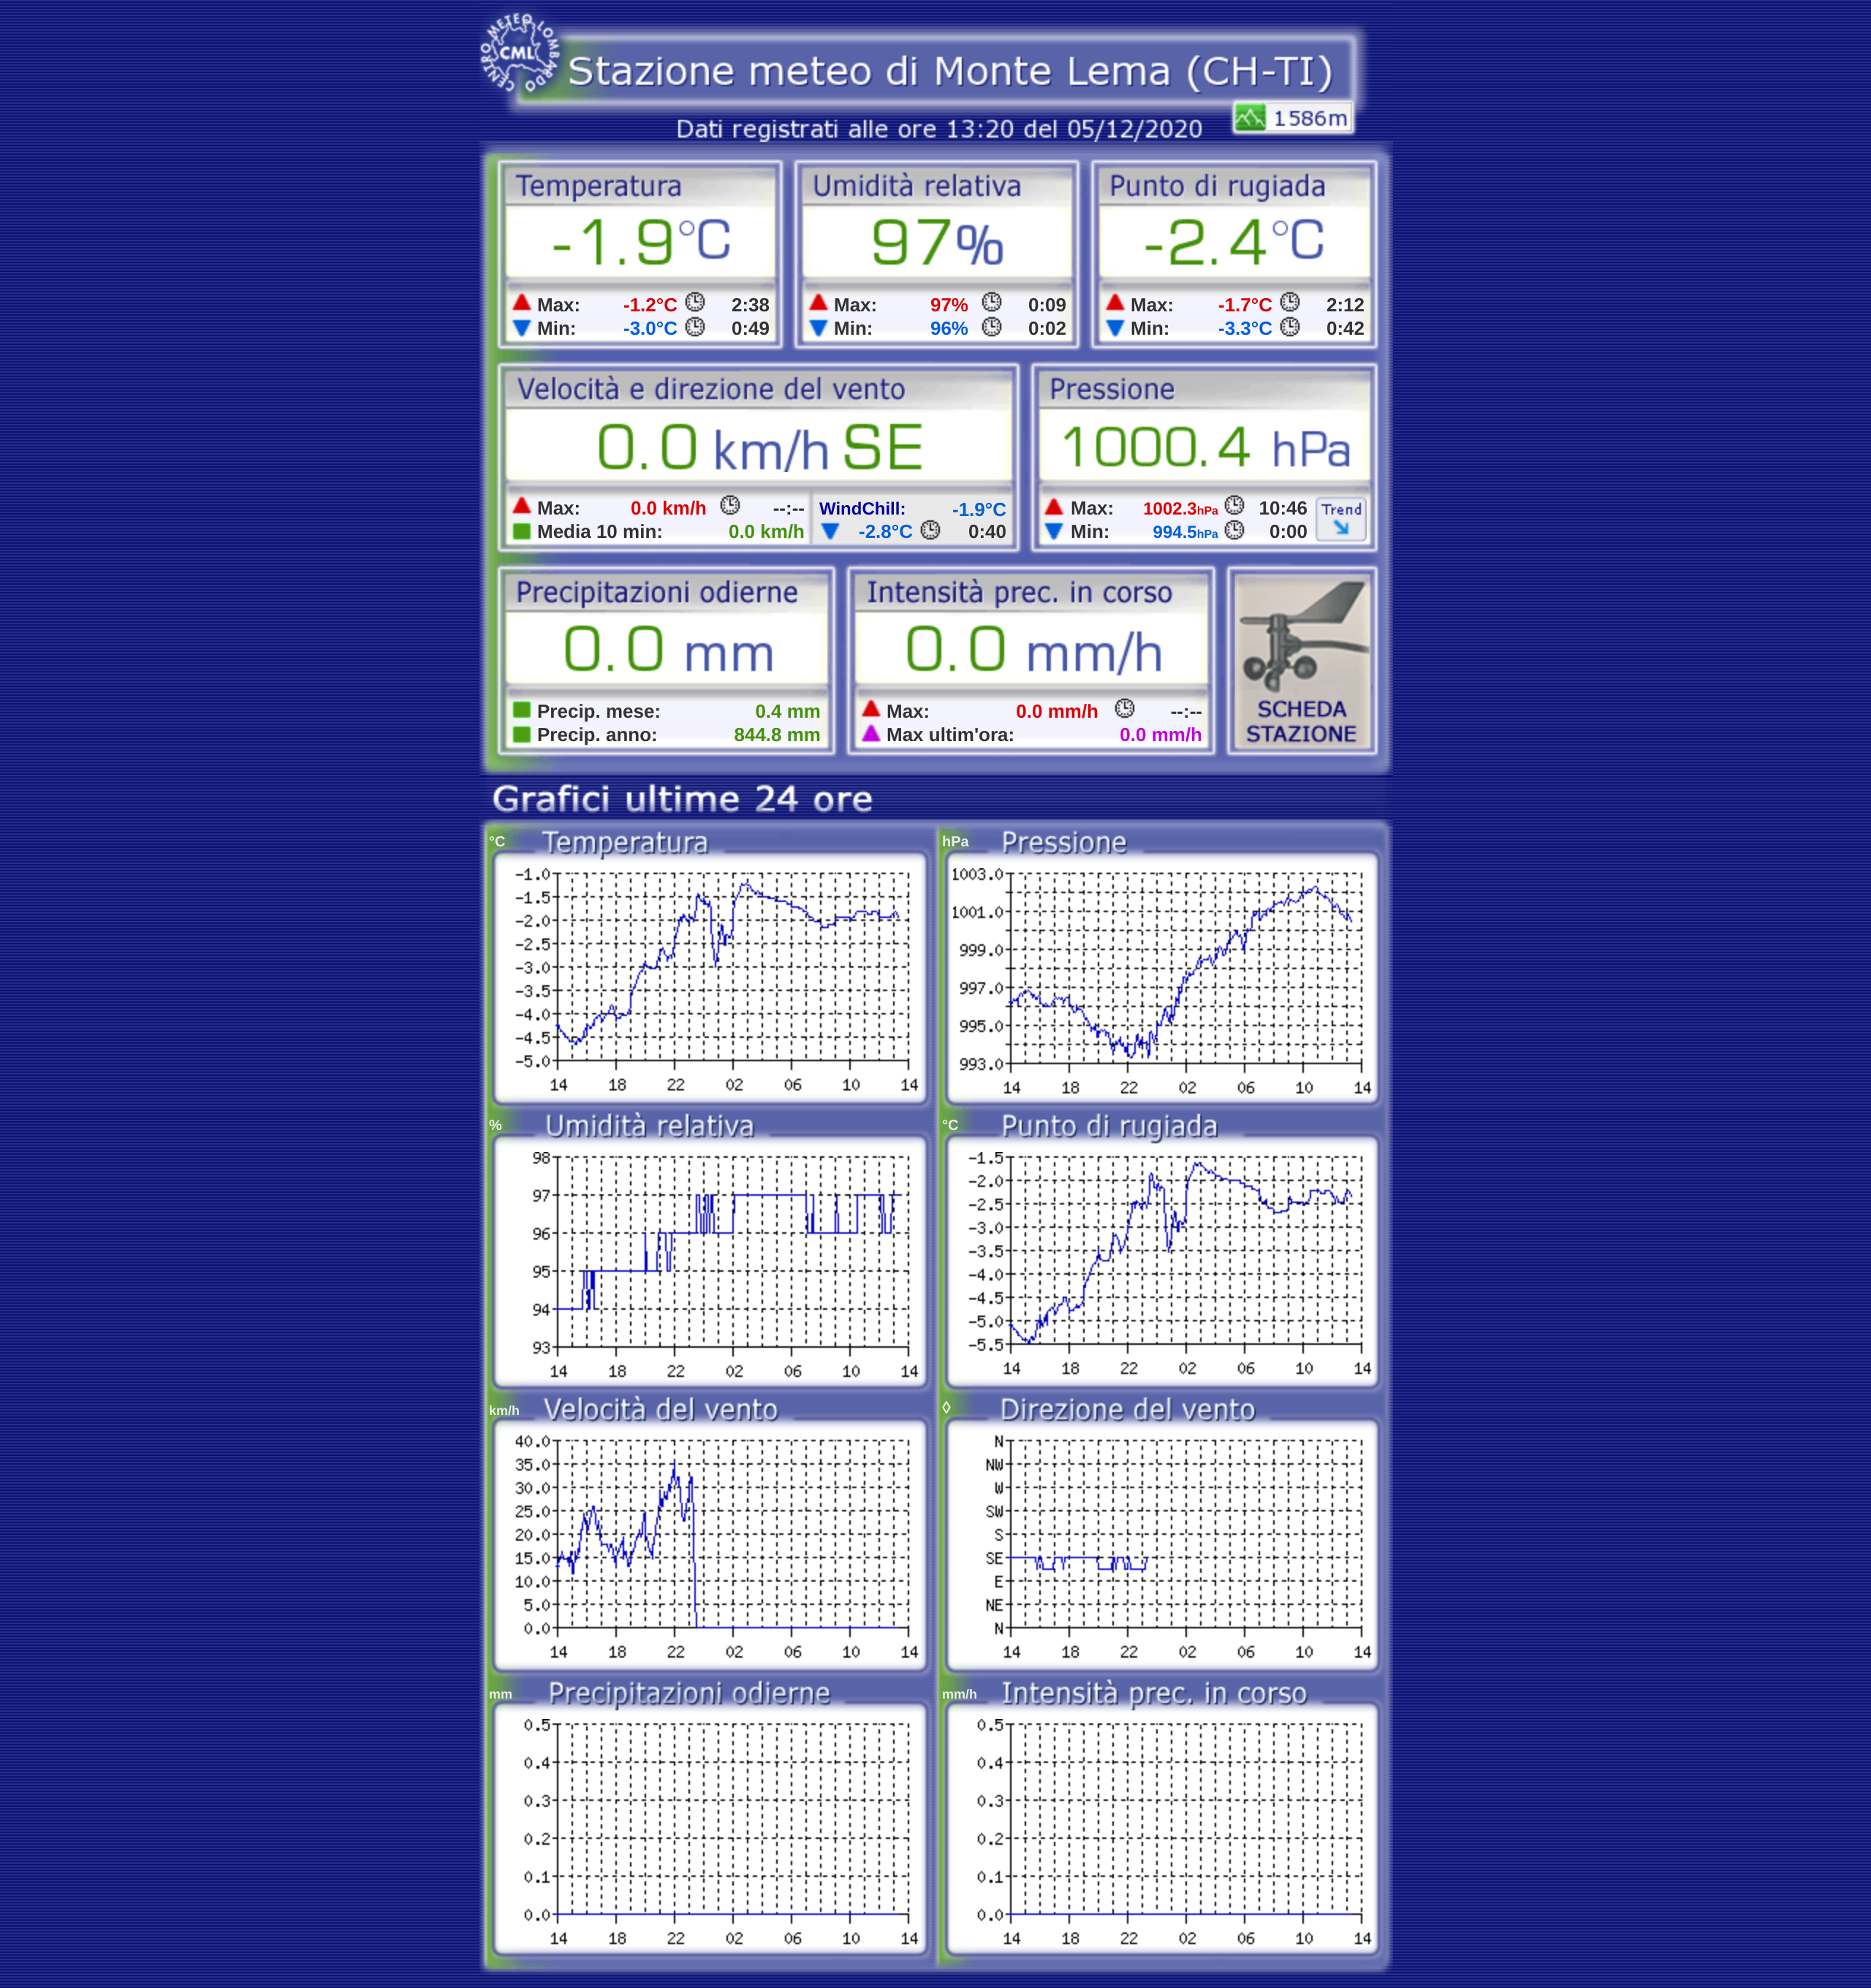 CENTRO METEO LOMBARDO
CML
Stazione meteo di Monte Lema (CH-TI)
1586m
Dati registrati alle ore 13:20 del 05/12/2020
Temperatura Umidità relativa Punto di rugiada
-1.9°C 97% -2.4°C
Max: -1.2°C 2:38 Max: 97% 0:09 Max: -1.7°C 2:12
Min: -3.0°C 0:49 Min: 96% 0:02 Min: -3.3°C 0:42
Velocità e direzione del vento Pressione
0.0 km/h SE 1000.4 hPa
Max: 0.0 km/h --:-- WindChill: -1.9°C Max: 1002.3hPa 10:46 Trend
Media 10 min: 0.0 km/h -2.8°C 0:40 Min: 994.5hPa 0:00
Precipitazioni odierne Intensità prec. in corso
0.0 mm 0.0 mm/h
Precip. mese: 0.4 mm Max: 0.0 mm/h --:-- SCHEDA
Precip. anno: 844.8 mm Max ultim'ora: 0.0 mm/h STAZIONE
Grafici ultime 24 ore
°C Temperatura
-1.0
-1.5
-2.0
-2.5
-3.0
-3.5
-4.0
-4.5
-5.0
14 18 22 02 06 10 14
hPa Pressione
1003.0
1001.0
999.0
997.0
995.0
993.0
14 18 22 02 06 10 14
% Umidità relativa
98
97
96
95
94
93
14 18 22 02 06 10 14
°C Punto di rugiada
-1.5
-2.0
-2.5
-3.0
-3.5
-4.0
-4.5
-5.0
-5.5
14 18 22 02 06 10 14
km/h Velocità del vento
40.0
35.0
30.0
25.0
20.0
15.0
10.0
5.0
0.0
14 18 22 02 06 10 14
◊ Direzione del vento
N
NW
W
SW
S
SE
E
NE
N
14 18 22 02 06 10 14
mm Precipitazioni odierne
0.5
0.4
0.3
0.2
0.1
0.0
14 18 22 02 06 10 14
mm/h Intensità prec. in corso
0.5
0.4
0.3
0.2
0.1
0.0
14 18 22 02 06 10 14